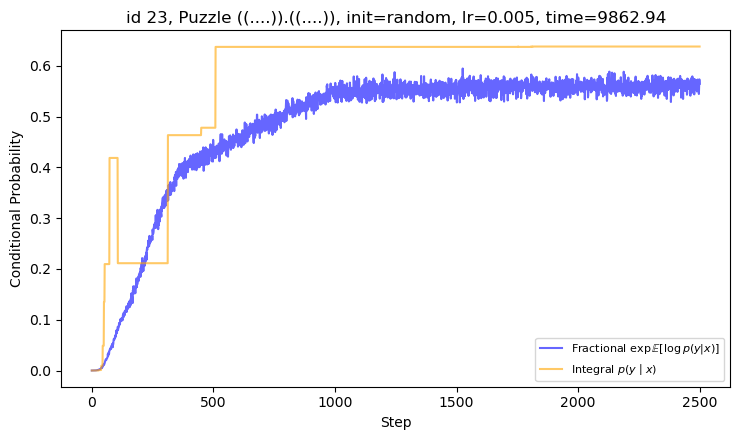 id 23, Puzzle ((....)).((....)), init=random, lr=0.005, time=9862.94
Conditional Probability
0.6
0.5
0.4
0.3
0.2
0.1
0.0
Fractional exp𝔼[log p(y|x)]
Integral p(y | x)
0
500
1000
1500
2000
2500
Step